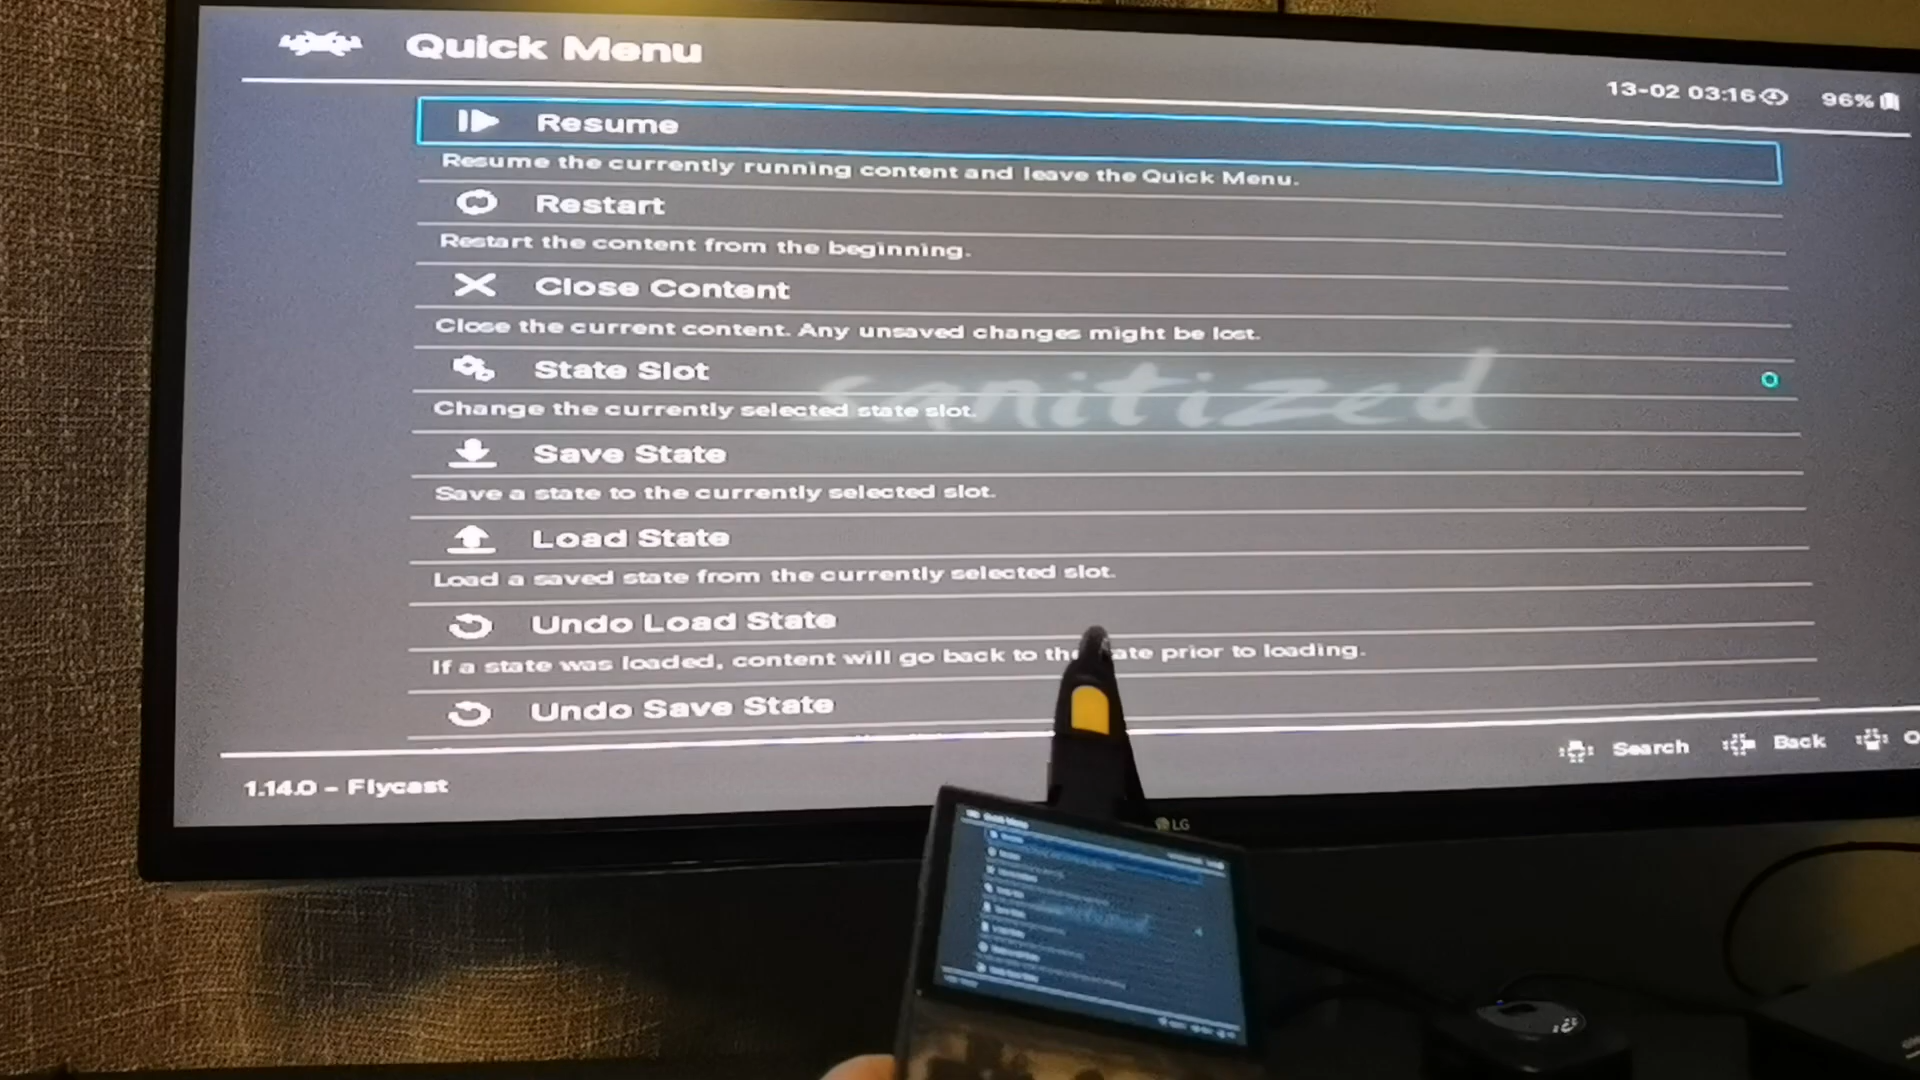 Quick Menu
13-02 03:16 96%
Resume
Resume the currently running content and leave the Quick Menu.
Restart
Restart the content from the beginning.
Close Content
Close the current content. Any unsaved changes might be lost.
State Slot
0
Change the currently selected state slot.
sanitized
Save State
Save a state to the currently selected slot.
Load State
Load a saved state from the currently selected slot.
Undo Load State
If a state was loaded, content will go back to the prior to loading.
Undo Save State
Search Back
1.14.0 - Flycast
LG